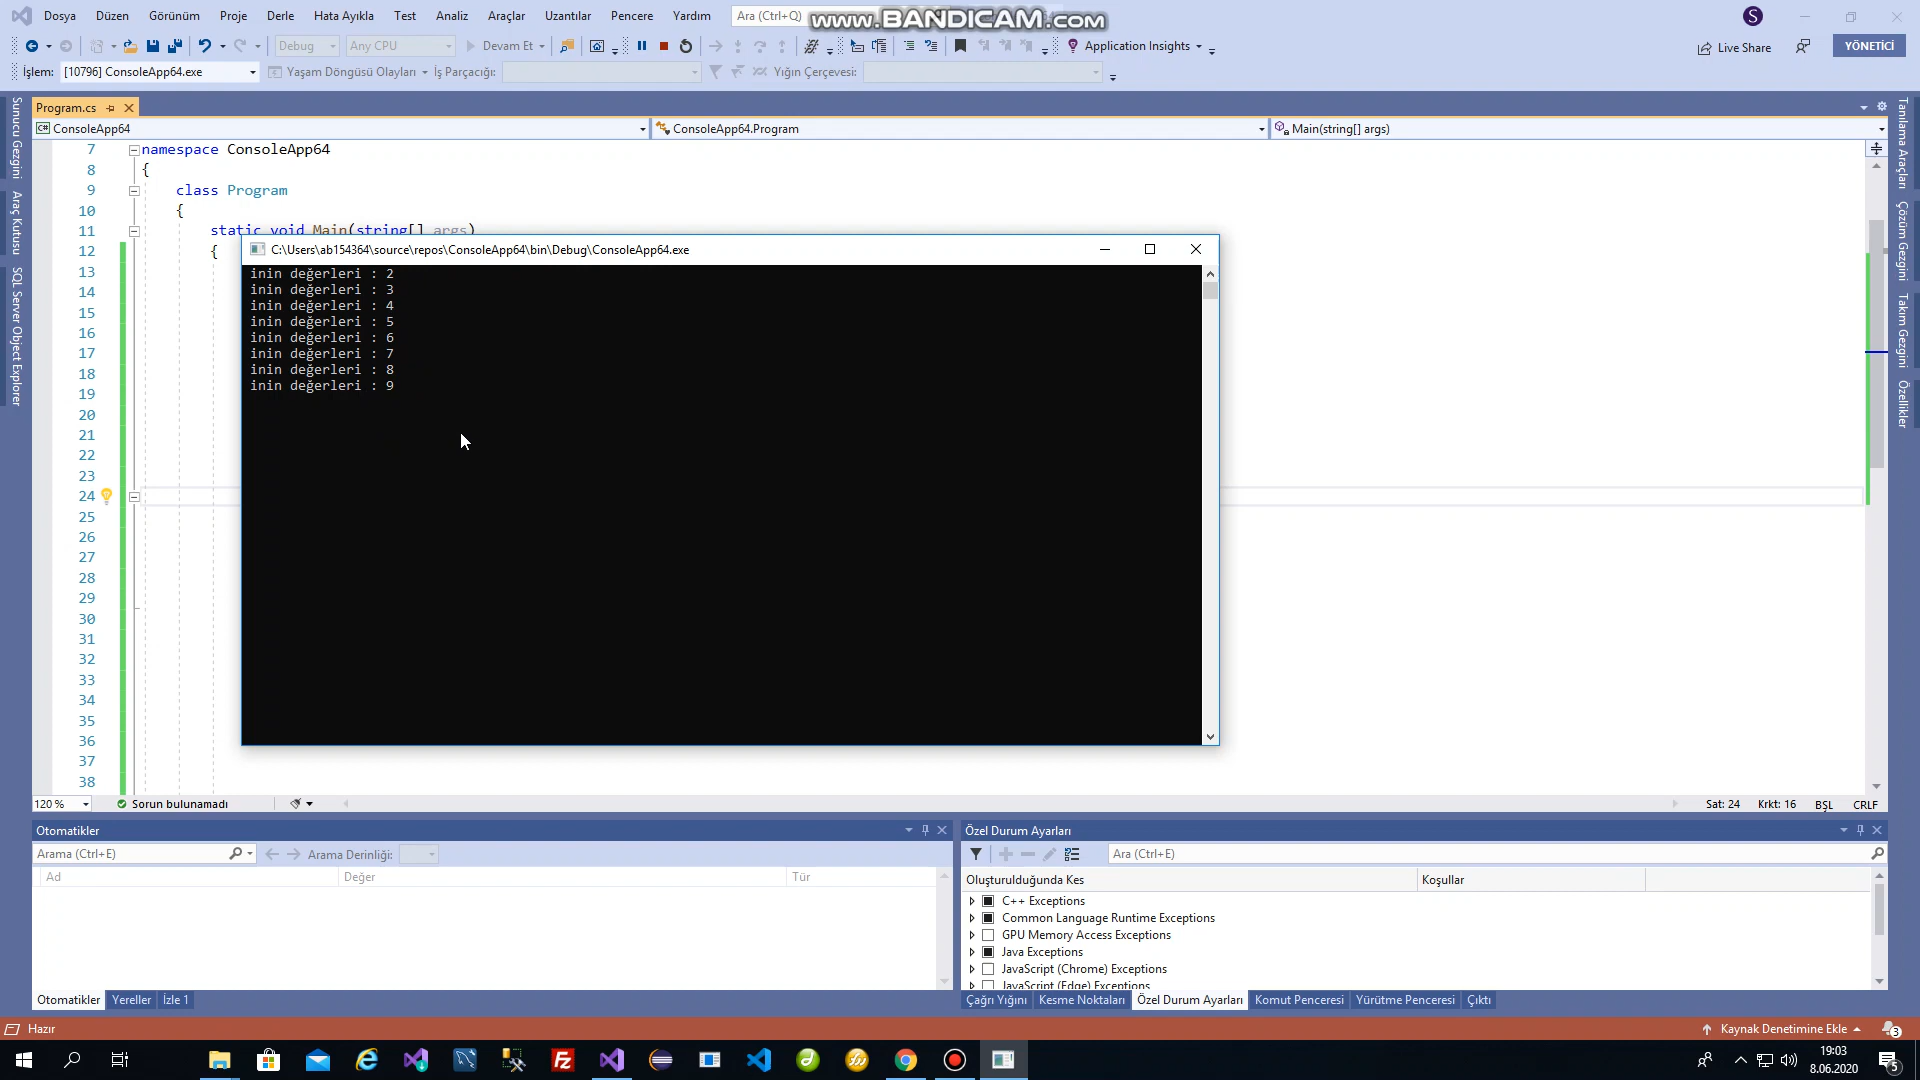 Dosya Düzen Görünüm Proje Derle Hata Ayıkla Test Analiz Araçlar Uzantılar Pencere Yardım Ara (Ctrl+Q) S
www.BANDICAM.com
Debug Any CPU Devam Et Application Insights Live Share YÖNETİCİ
İşlem: [10796] ConsoleApp64.exe Yaşam Döngüsü Olayları İş Parçacığı: Yığın Çerçevesi:
Program.cs
C# ConsoleApp64 ConsoleApp64.Program Main(string[] args)
Sunucu Gezgini
Araç Kutusu
SQL Server Object Explorer
7 namespace ConsoleApp64
8 {
9 class Program
10 {
11 static void Main(string[] args)
12 {
13
14
15
16
17
18
19
20
21
22
23
24
25
26
27
28
29
30
31
32
33
34
35
36
37
38
C:\Users\ab154364\source\repos\ConsoleApp64\bin\Debug\ConsoleApp64.exe
inin değerleri : 2
inin değerleri : 3
inin değerleri : 4
inin değerleri : 5
inin değerleri : 6
inin değerleri : 7
inin değerleri : 8
inin değerleri : 9
Tanılama Araçları
Çözüm Gezgini
Takım Gezgini
Özellikler
120 % Sorun bulunamadı Sat: 24 Krkt: 16 BŞL CRLF
Otomatikler
Arama (Ctrl+E) Arama Derinliği:
Ad Değer Tür
Otomatikler Yereller İzle 1
Özel Durum Ayarları
Ara (Ctrl+E)
Oluşturulduğunda Kes Koşullar
C++ Exceptions
Common Language Runtime Exceptions
GPU Memory Access Exceptions
Java Exceptions
JavaScript (Chrome) Exceptions
JavaScript (Edge) Exceptions
Çağrı Yığını Kesme Noktaları Özel Durum Ayarları Komut Penceresi Yürütme Penceresi Çıktı
Hazır Kaynak Denetimine Ekle 3
19:03
8.06.2020
5